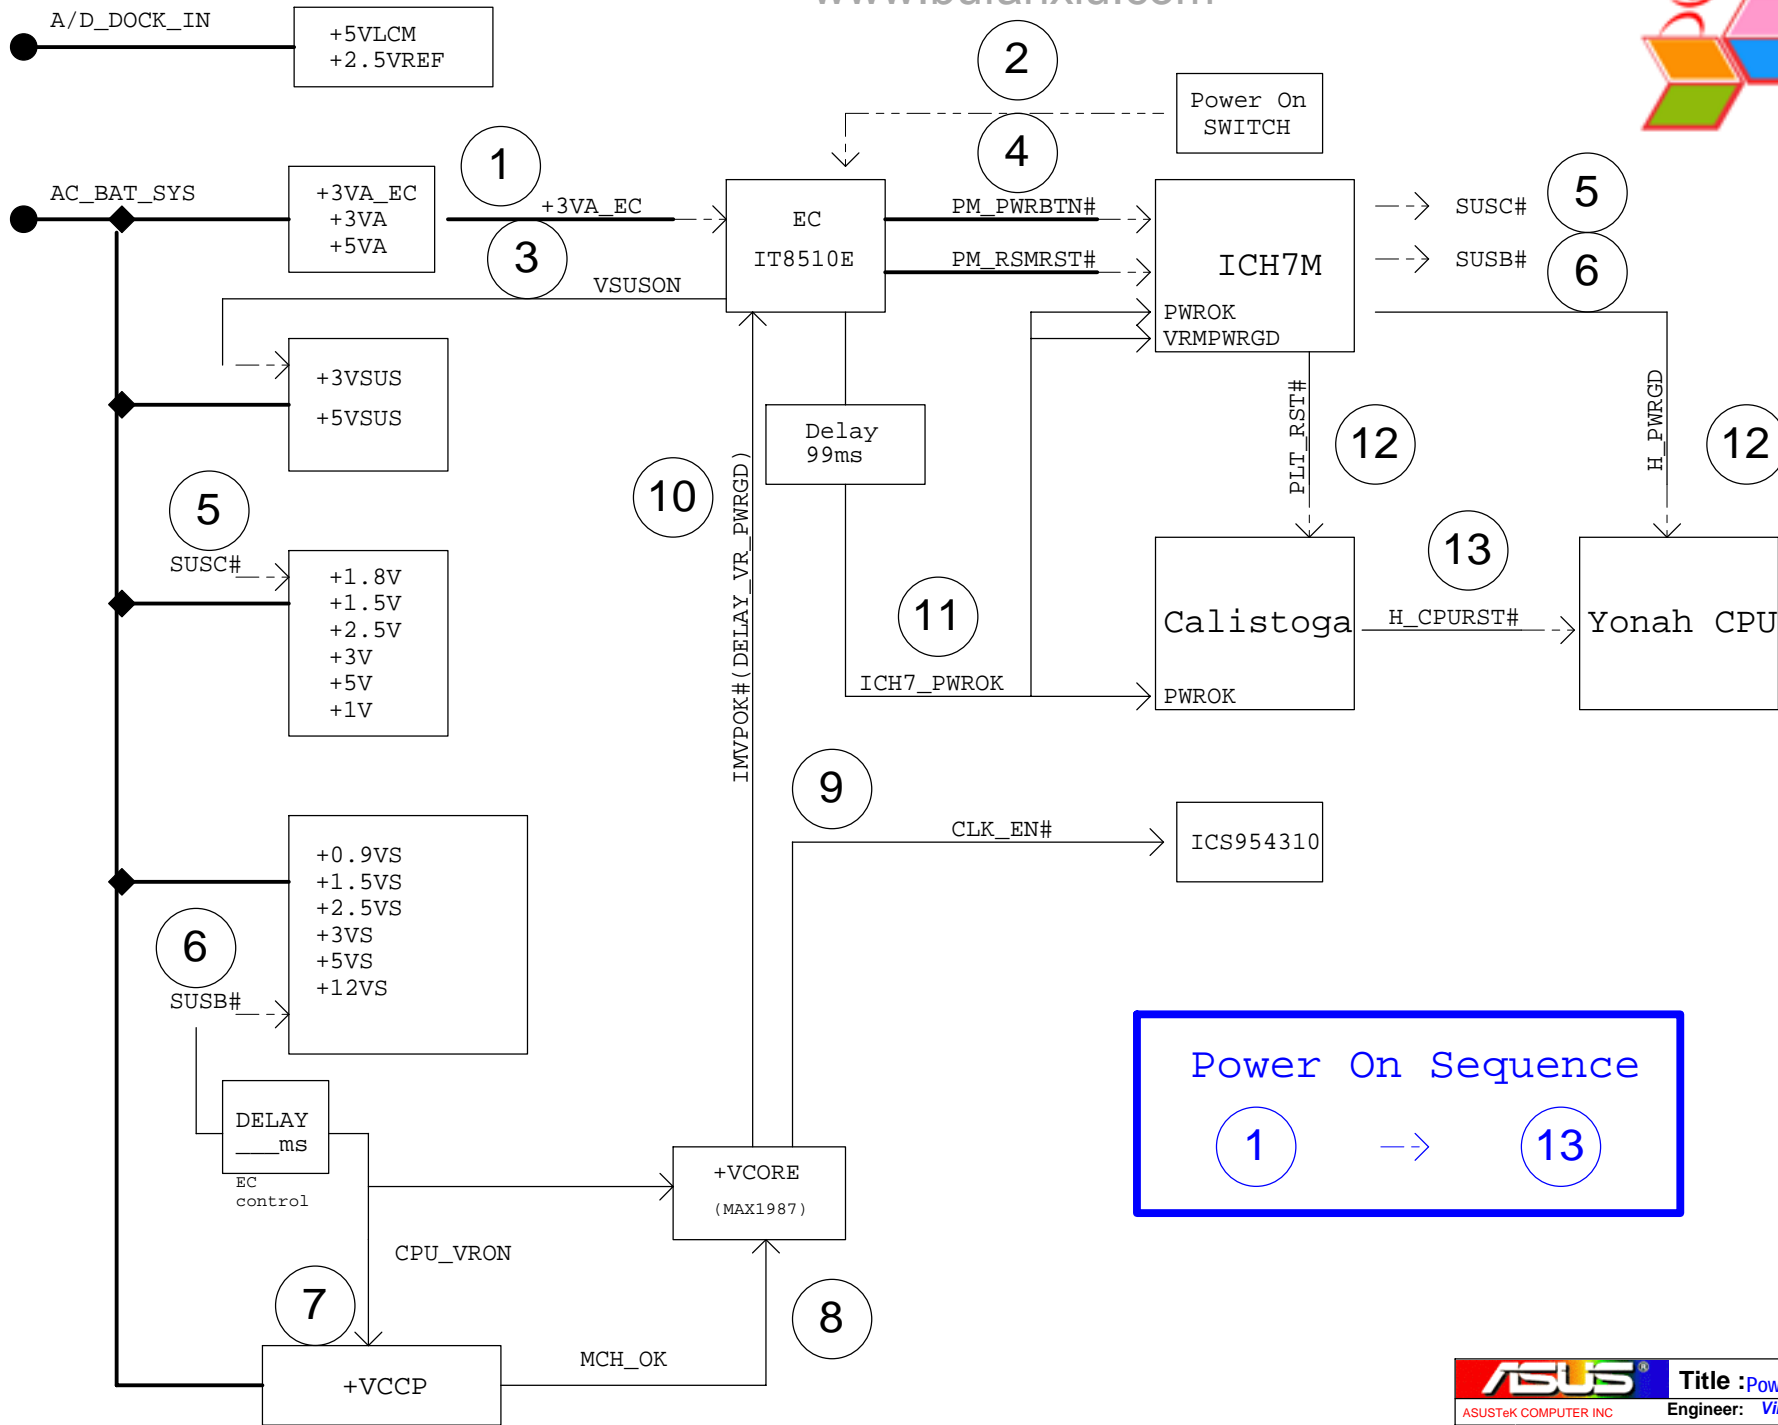 A/D_DOCK_IN
+5VLCM
+2.5VREF
2
Power On
SWITCH
4
1
AC_BAT_SYS
+3VA_EC
+3VA
+5VA
+3VA_EC
3
VSUSON
EC
IT8510E
PM_PWRBTN#
PM_RSMRST#
ICH7M
PWROK
VRMPWRGD
SUSC#
5
SUSB#
6
+3VSUS
+5VSUS
Delay
99ms
10
IMVPOK#(DELAY_VR_PWRGD)
PLT_RST#
12
H_PWRGD
12
5
SUSC#
+1.8V
+1.5V
+2.5V
+3V
+5V
+1V
11
ICH7_PWROK
Calistoga
PWROK
13
H_CPURST#
Yonah CPU
9
CLK_EN#
ICS954310
+0.9VS
+1.5VS
+2.5VS
+3VS
+5VS
+12VS
6
SUSB#
DELAY
___ms
EC
control
+VCORE
(MAX1987)
CPU_VRON
7
8
+VCCP
MCH_OK
Power On Sequence
1
13
ASUS ®
ASUSTeK COMPUTER INC
Title :
Engineer: